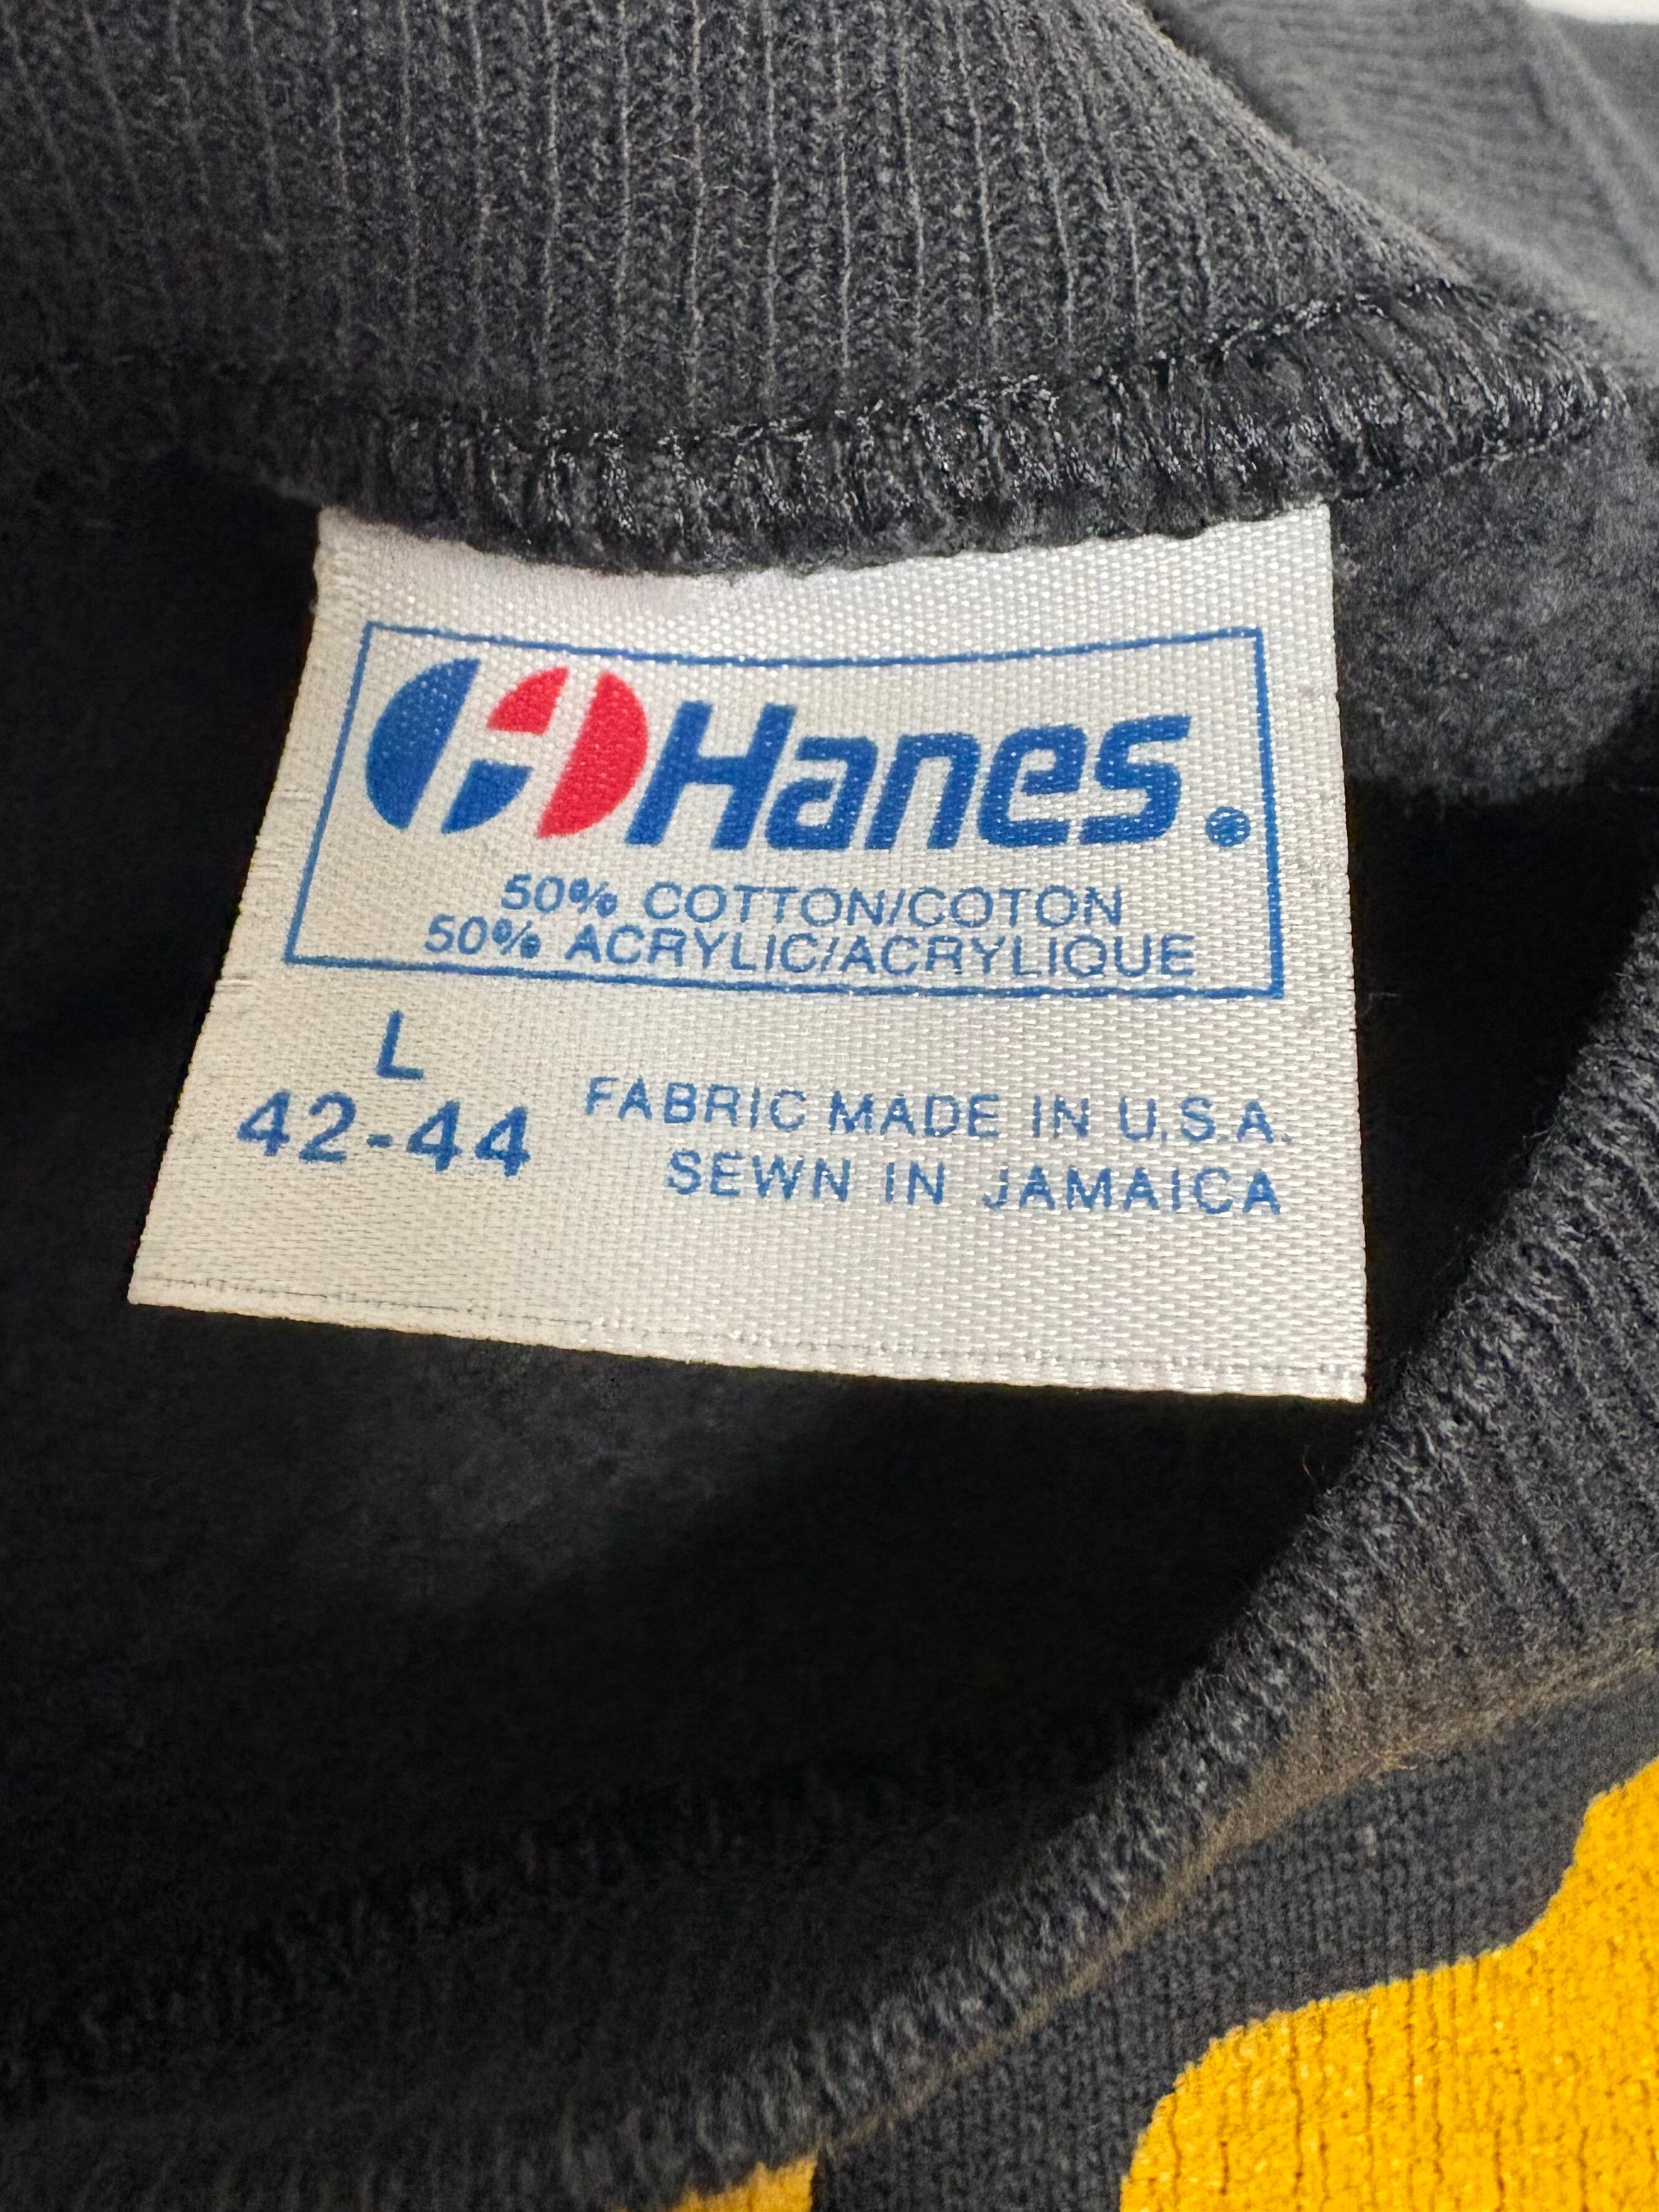 Hanes®
50% COTTON/COTON
50% ACRYLIC/ACRYLIQUE
L
42-44
FABRIC MADE IN U.S.A.
SEWN IN JAMAICA